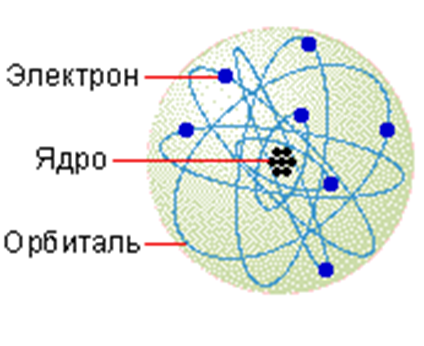 Электрон
Ядро
Орбиталь